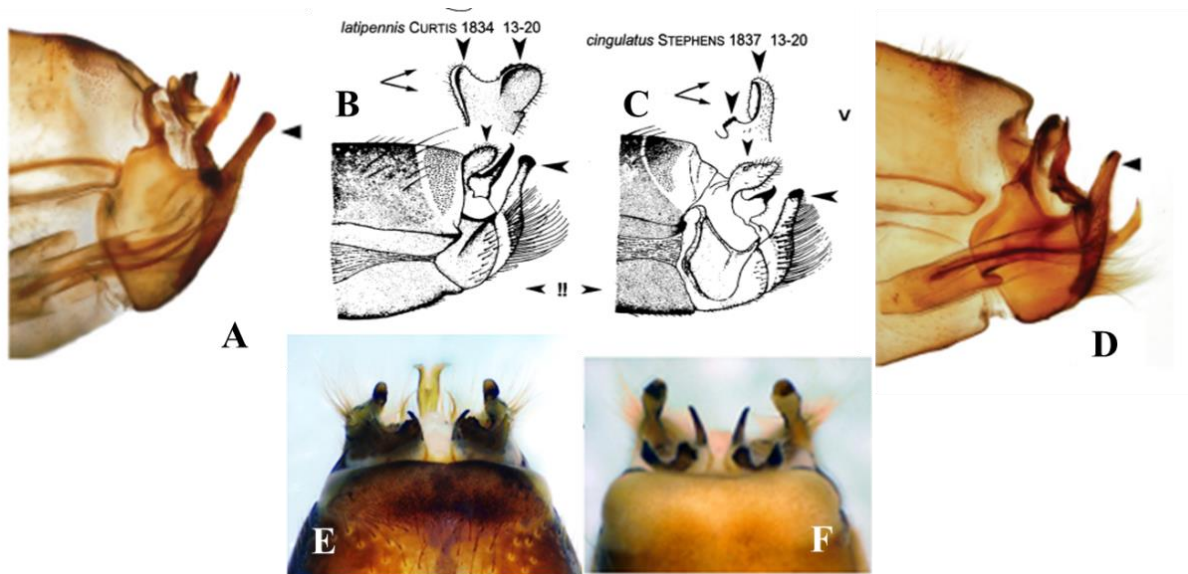 latipennis CURTIS 1834 13-20
cingulatus STEPHENS 1837 13-20
B
C
v
!!
A
D
E
F